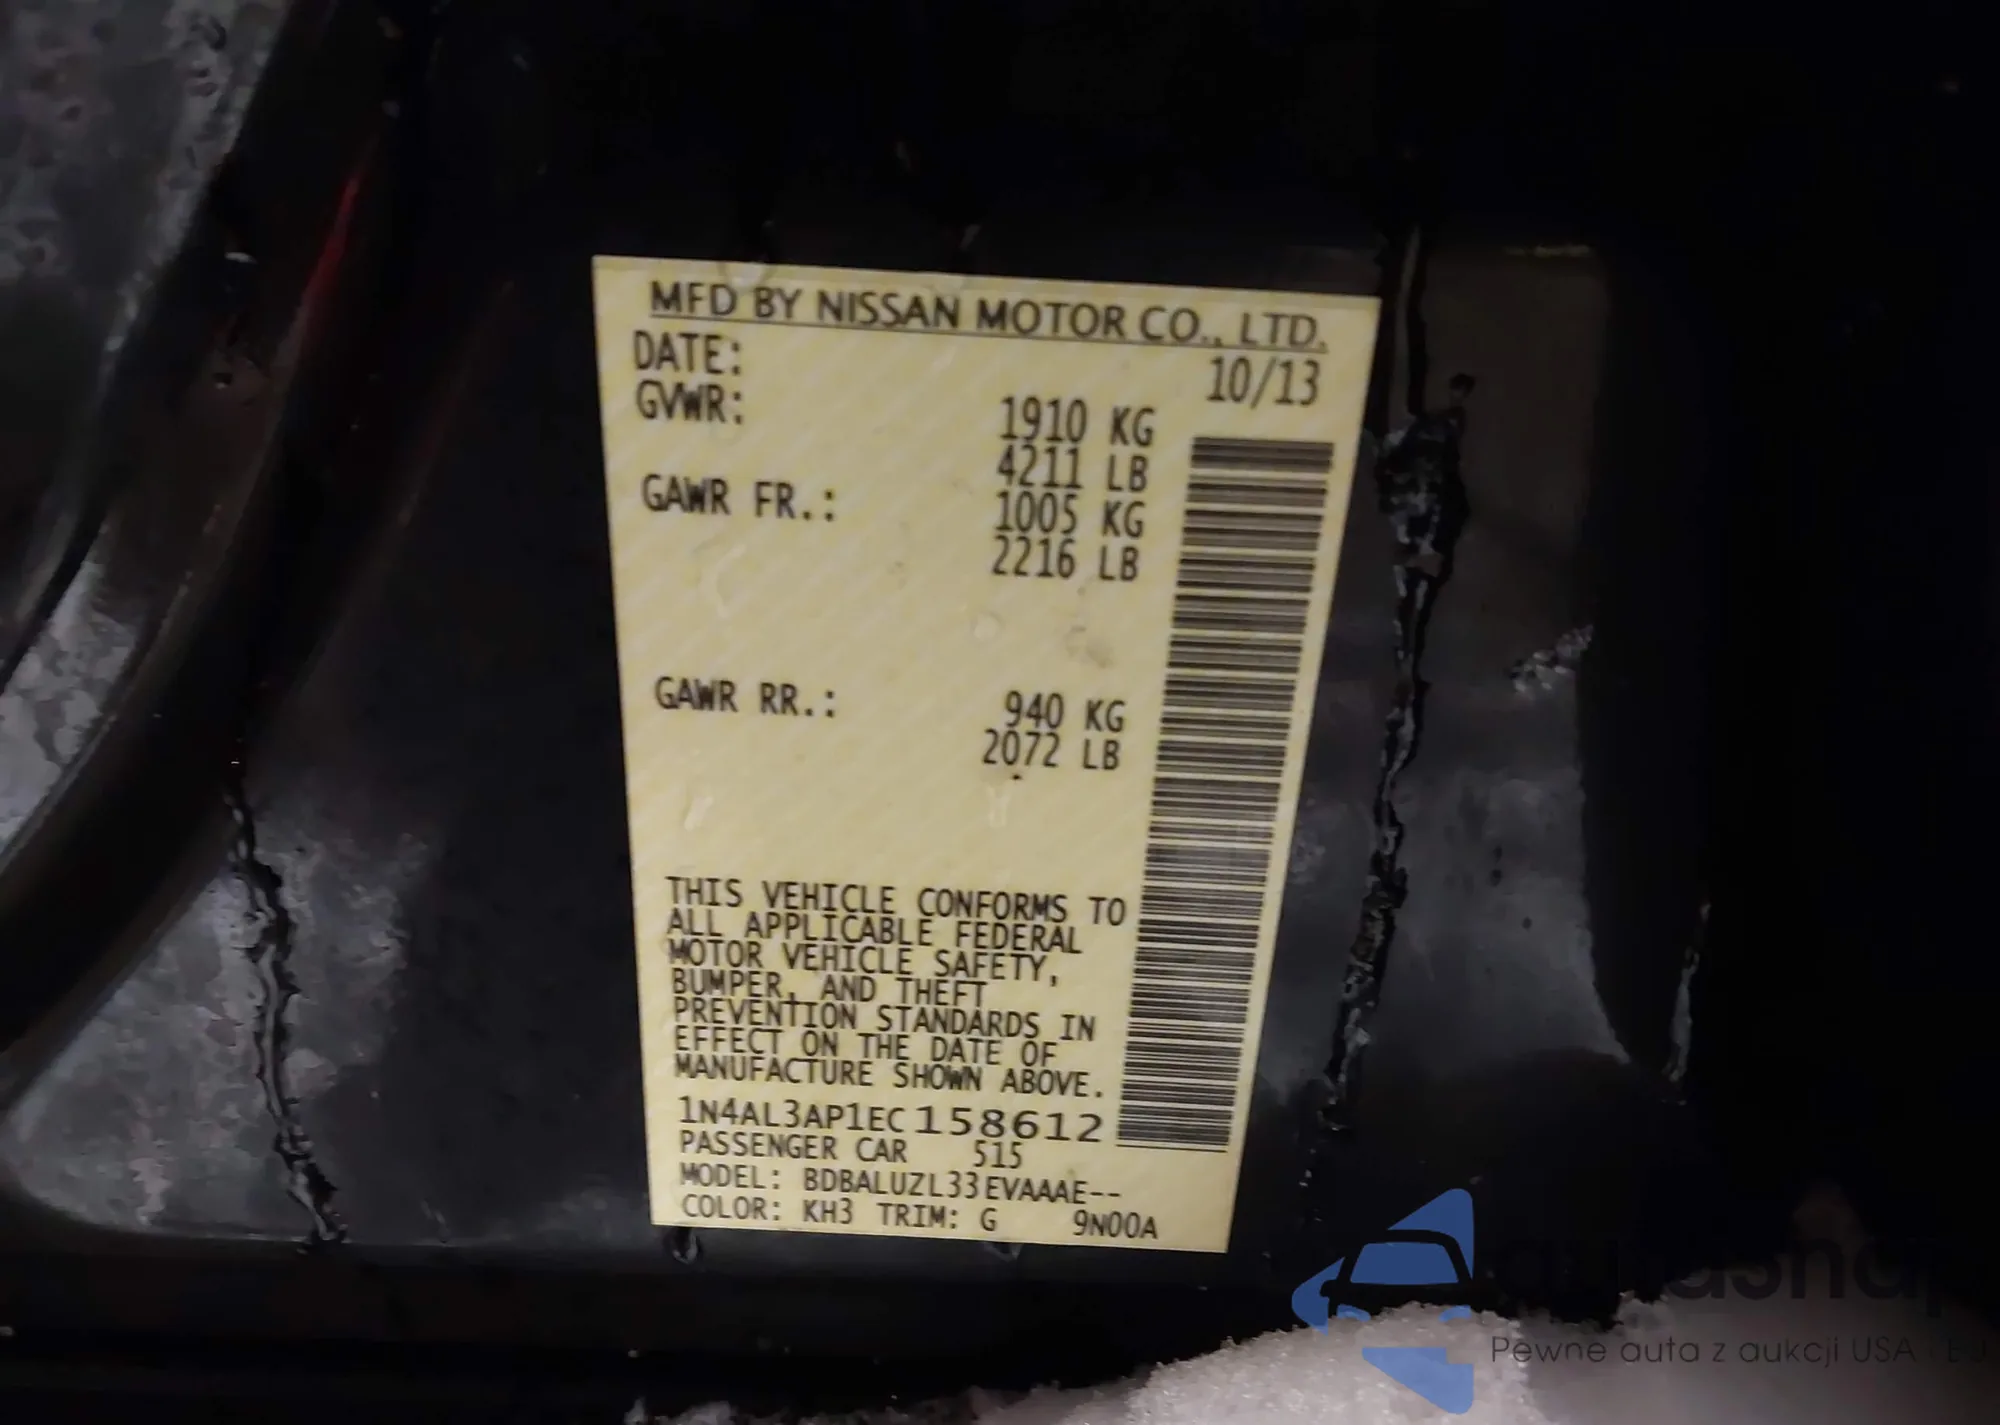 MFD BY NISSAN MOTOR CO., LTD.
DATE: 10/13
GVWR: 1910 KG
4211 LB
GAWR FR.: 1005 KG
2216 LB
GAWR RR.: 940 KG
2072 LB
THIS VEHICLE CONFORMS TO
ALL APPLICABLE FEDERAL
MOTOR VEHICLE SAFETY,
BUMPER, AND THEFT
PREVENTION STANDARDS IN
EFFECT ON THE DATE OF
MANUFACTURE SHOWN ABOVE.
1N4AL3AP1EC158612
PASSENGER CAR 515
MODEL: BDBALUZL33EVAAAE--
COLOR: KH3 TRIM: G 9N00A
Pewne auta z aukcji USA i EU